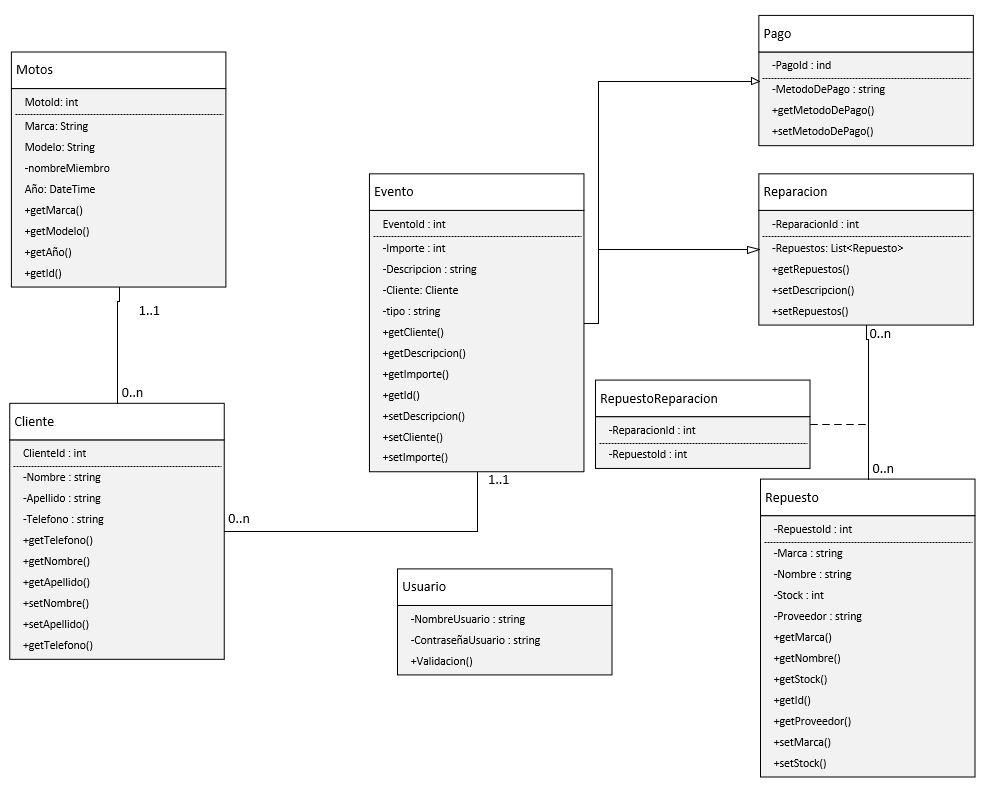 Pago
-PagoId : ind
-MetodoDePago : string
+getMetodoDePago()
+setMetodoDePago()
Motos
MotoId: int
Marca: String
Modelo: String
-nombreMiembro
Año: DateTime
+getMarca()
+getModelo()
+getAño()
+getId()
1..1
0..n
Evento
EventoId : int
-Importe : int
-Descripcion : string
-Cliente: Cliente
-tipo : string
+getCliente()
+getDescripcion()
+getImporte()
+getId()
+setDescripcion()
+setCliente()
+setImporte()
1..1
Reparacion
-ReparacionId : int
-Repuestos: List<Repuesto>
+getRepuestos()
+setDescripcion()
+setRepuestos()
0..n
RepuestoReparacion
-ReparacionId : int
-RepuestoId : int
0..n
Cliente
ClienteId : int
-Nombre : string
-Apellido : string
-Telefono : string
+getTelefono()
+getNombre()
+getApellido()
+setNombre()
+setApellido()
+getTelefono()
0..n
Usuario
-NombreUsuario : string
-ContraseñaUsuario : string
+Validacion()
Repuesto
-RepuestoId : int
-Marca : string
-Nombre : string
-Stock : int
-Proveedor : string
+getMarca()
+getNombre()
+getStock()
+getId()
+getProveedor()
+setMarca()
+setStock()